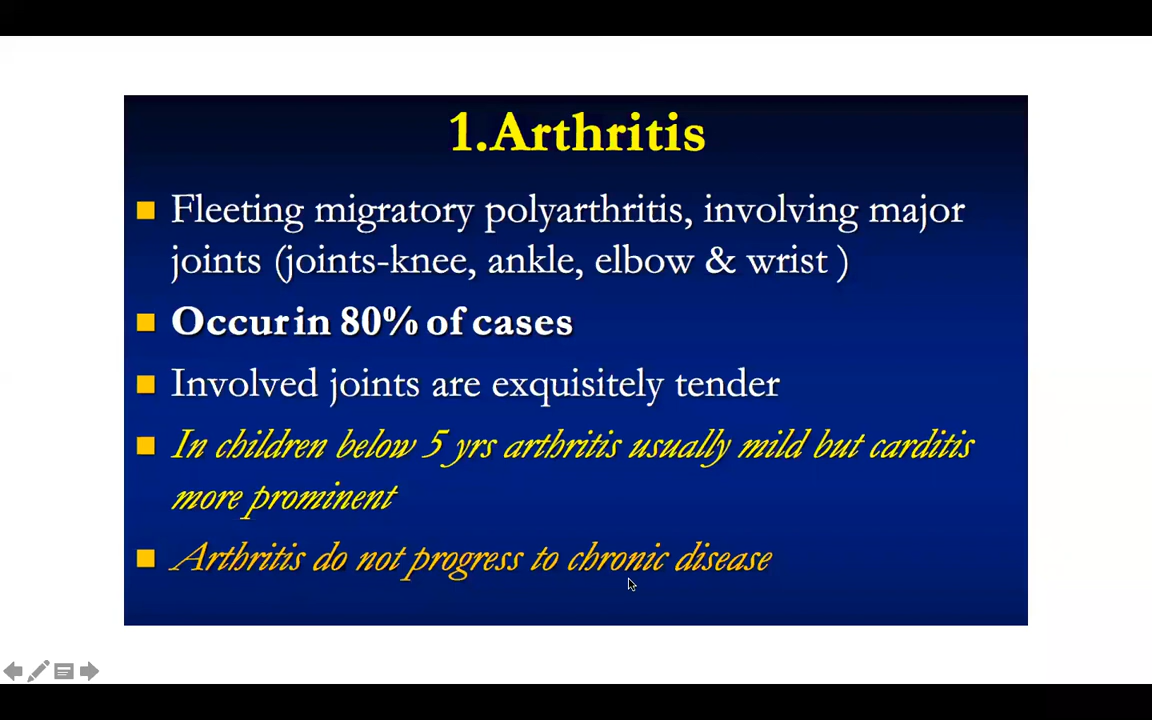 1.Arthritis
Fleeting migratory polyarthritis, involving major
joints (joints-knee, ankle, elbow & wrist )
Occur in 80% of cases
Involved joints are exquisitely tender
In children below 5 yrs arthritis usually mild but carditis
more prominent
Arthritis do not progress to chronic disease